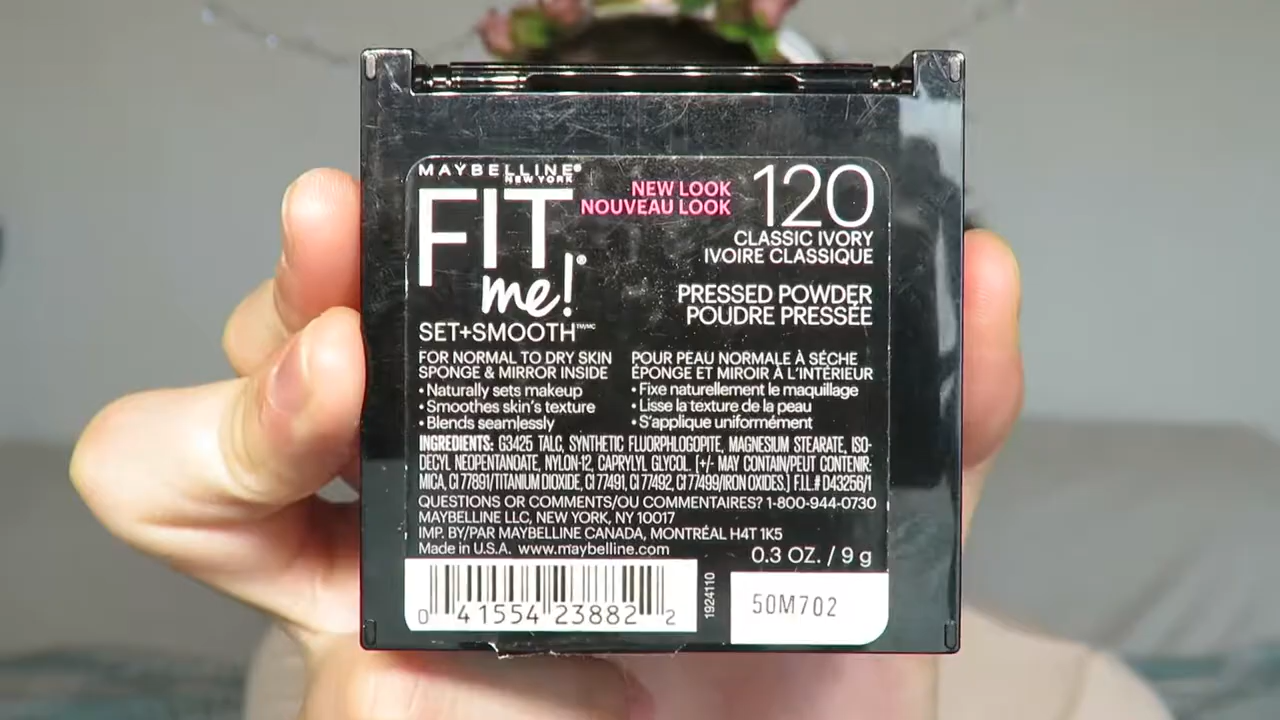 MAYBELLINE®
NEW YORK
FIT
me!®
SET+SMOOTH™/MC
NEW LOOK
NOUVEAU LOOK
120
CLASSIC IVORY
IVOIRE CLASSIQUE
PRESSED POWDER
POUDRE PRESSÉE
FOR NORMAL TO DRY SKIN
SPONGE & MIRROR INSIDE
• Naturally sets makeup
• Smoothes skin's texture
• Blends seamlessly
POUR PEAU NORMALE À SÉCHE
ÉPONGE ET MIROIR À L'INTÉRIEUR
• Fixe naturellement le maquillage
• Lisse la texture de la peau
• S'applique uniformément
INGREDIENTS: G3425 TALC, SYNTHETIC FLUORPHLOGOPITE, MAGNESIUM STEARATE, ISO-
DECYL NEOPENTANOATE, NYLON-12, CAPRYLYL GLYCOL, [+/- MAY CONTAIN/PEUT CONTENIR:
MICA, CI 77891/TITANIUM DIOXIDE, CI 77491, CI 77492, CI 77499/IRON OXIDES.] F.I.L.# D43256/1
QUESTIONS OR COMMENTS/OU COMMENTAIRES? 1-800-944-0730
MAYBELLINE LLC, NEW YORK, NY 10017
IMP. BY/PAR MAYBELLINE CANADA, MONTRÉAL H4T 1K5
Made in U.S.A. www.maybelline.com
0.3 OZ. / 9 g
0 41554 23882 2
1924110
50M702